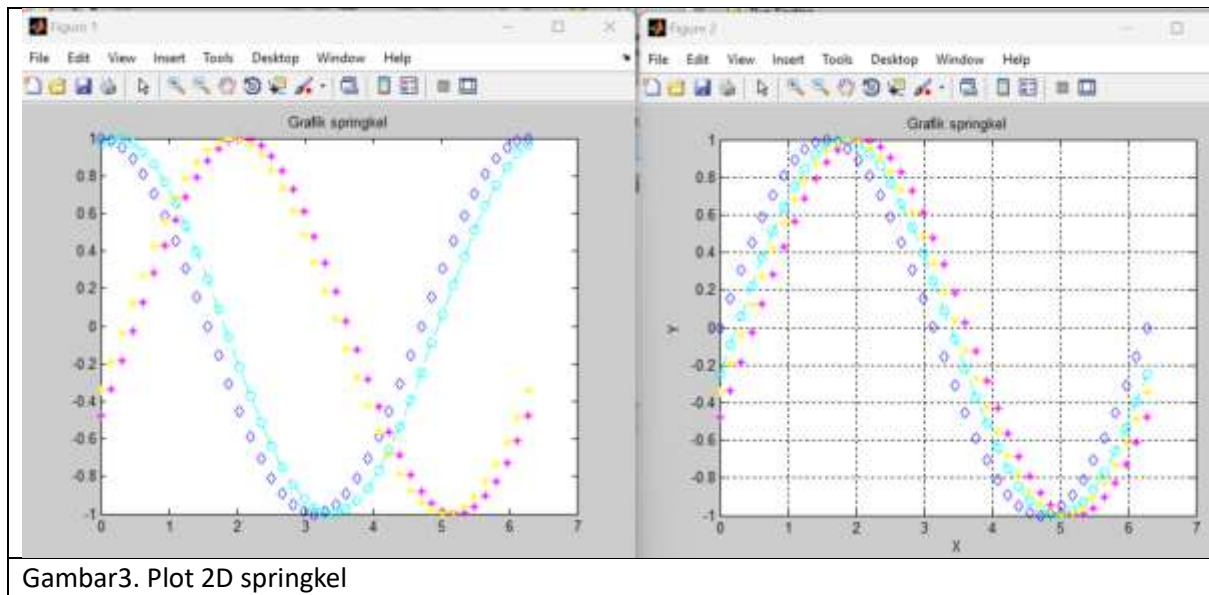 Figure 1
File Edit View Insert Tools Desktop Window Help
Grafik springkel
1
0.8
0.6
0.4
0.2
0
-0.2
-0.4
-0.6
-0.8
-1
0 1 2 3 4 5 6 7
Figure 2
File Edit View Insert Tools Desktop Window Help
Grafik springkel
1
0.8
0.6
0.4
0.2
0
-0.2
-0.4
-0.6
-0.8
-1
Y
0 1 2 3 4 5 6 7
X
Gambar3. Plot 2D springkel